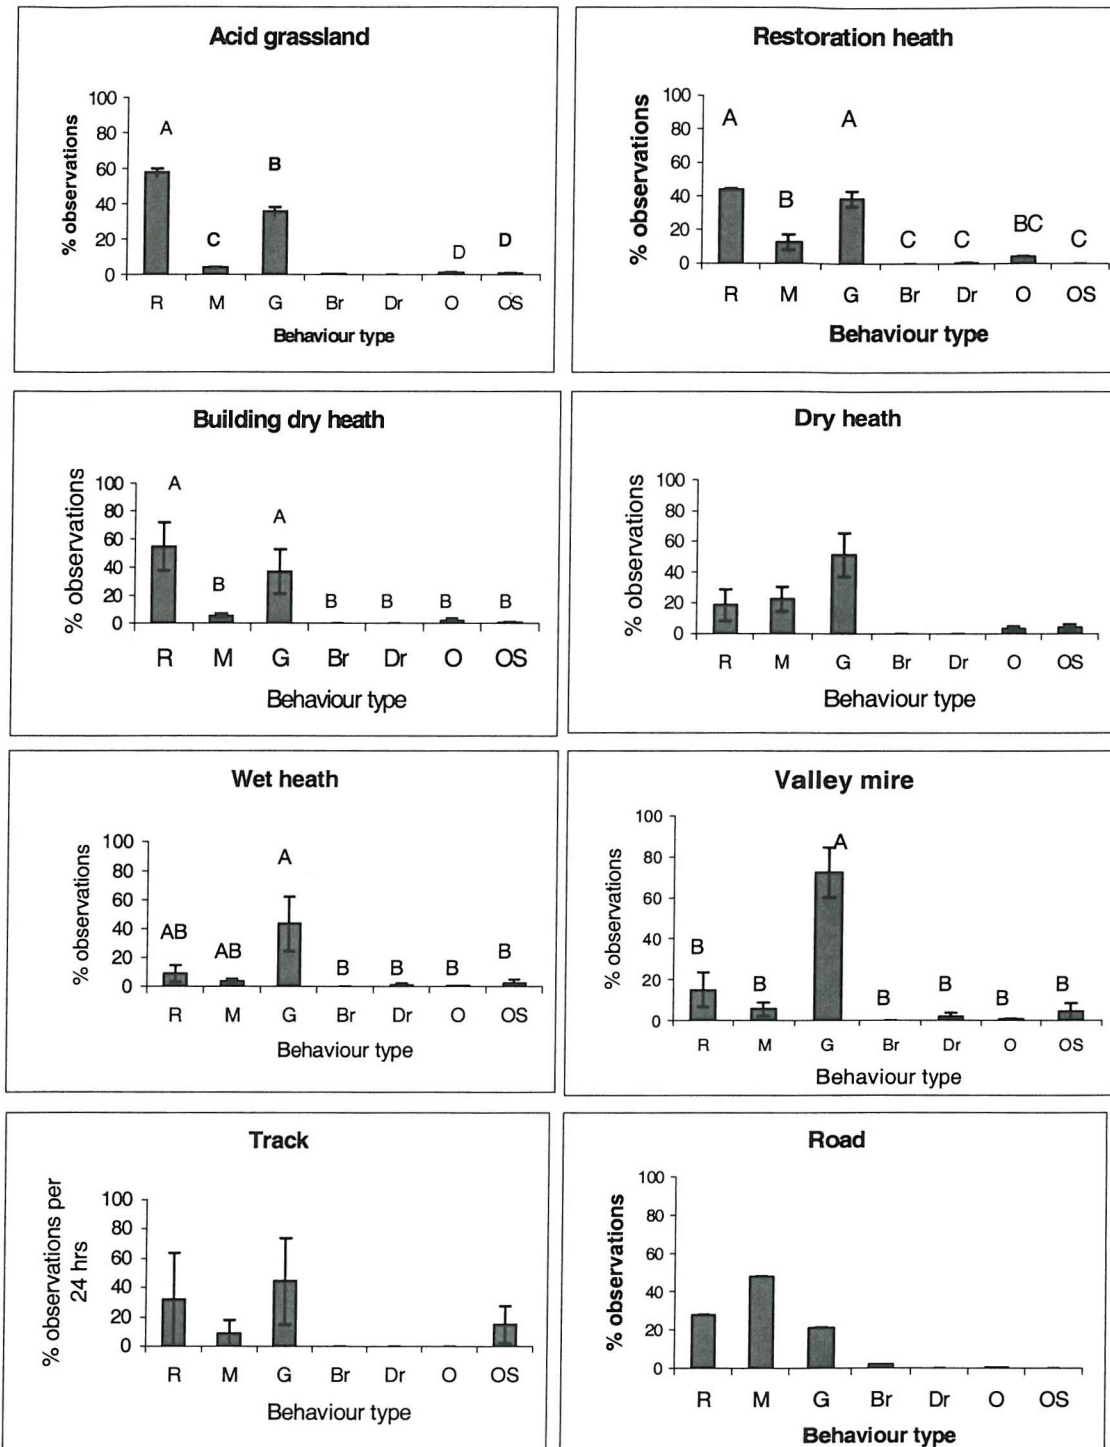 Acid grassland
% observations
100
80
60
40
20
0
A
C
B
D
D
R M G Br Dr O OS
Behaviour type
Restoration heath
% observations
100
80
60
40
20
0
A
B
A
C
C
BC
C
R M G Br Dr O OS
Behaviour type
Building dry heath
% observations
100
80
60
40
20
0
A
B
A
B
B
B
B
R M G Br Dr O OS
Behaviour type
Dry heath
% observations
100
80
60
40
20
0
R M G Br Dr O OS
Behaviour type
Wet heath
% observations
100
80
60
40
20
0
AB
AB
A
B
B
B
B
R M G Br Dr O OS
Behaviour type
Valley mire
% observations
100
80
60
40
20
0
B
B
A
B
B
B
B
R M G Br Dr O OS
Behaviour type
Track
% observations per
24 hrs
100
80
60
40
20
0
R M G Br Dr O OS
Behaviour type
Road
% observations
100
80
60
40
20
0
R M G Br Dr O OS
Behaviour type